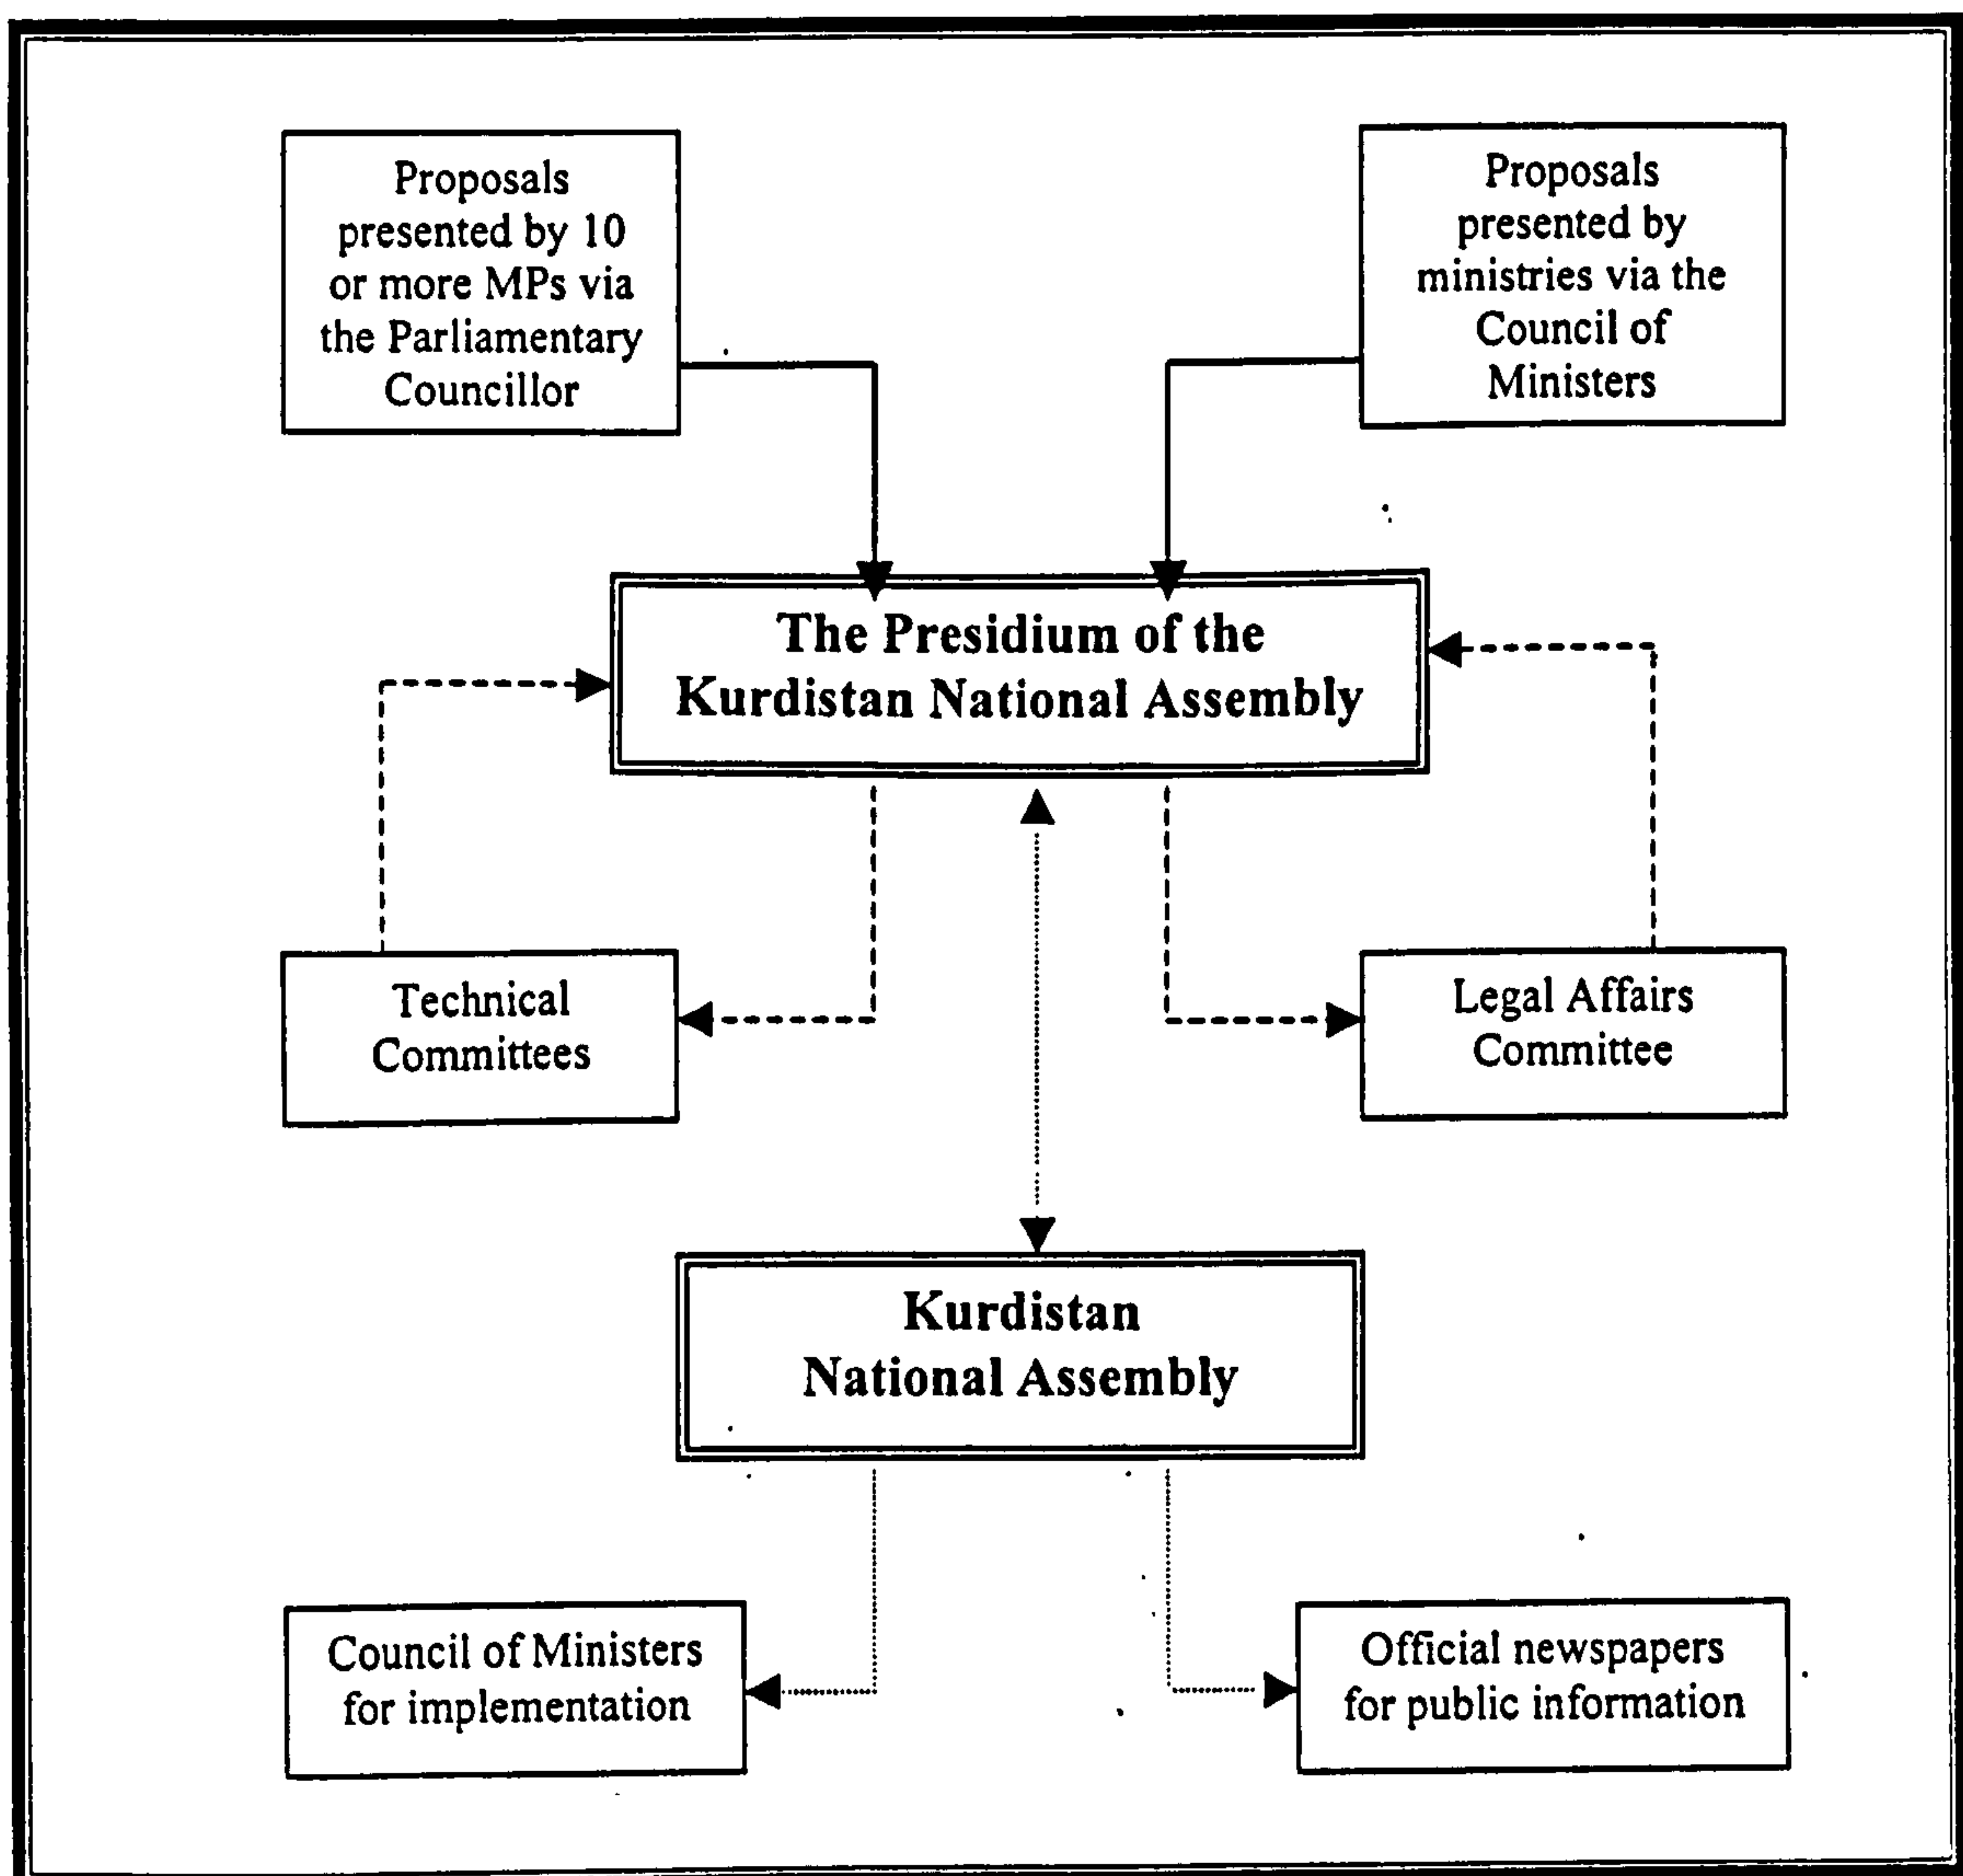 Proposals
presented by 10
or more MPs via
the Parliamentary
Councillor
Proposals
presented by
ministries via the
Council of
Ministers
The Presidium of the
Kurdistan National Assembly
Technical
Committees
Legal Affairs
Committee
Kurdistan
National Assembly
Council of Ministers
for implementation
Official newspapers
for public information